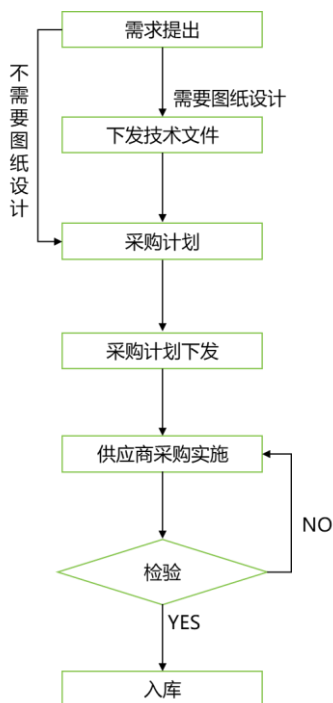 需求提出
不需要图纸设计
需要图纸设计
下发技术文件
采购计划
采购计划下发
供应商采购实施
NO
检验
YES
入库